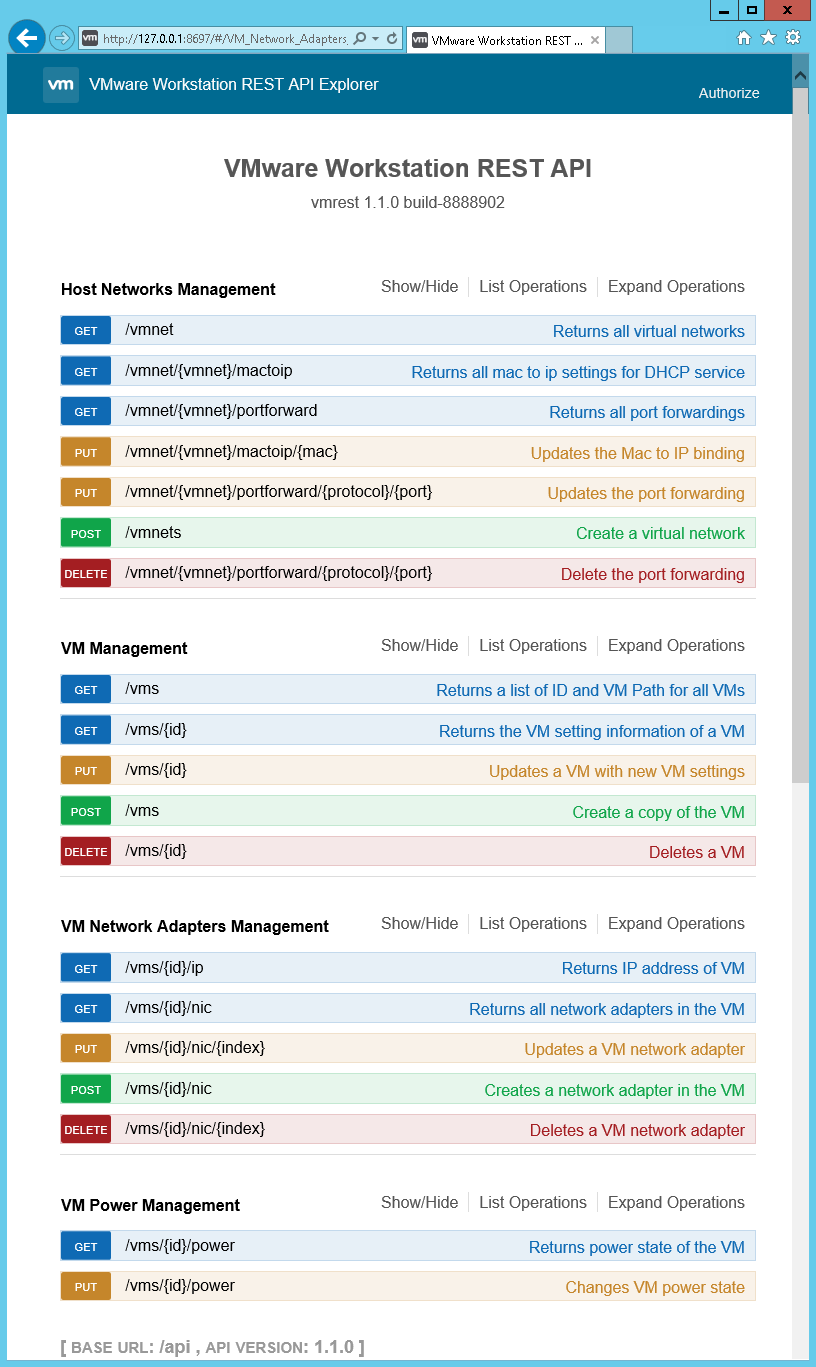 vm http://127.0.0.1:8697/#/VM_Network_Adapters_ vm VMware Workstation REST ... ×
vm VMware Workstation REST API Explorer
Authorize
VMware Workstation REST API
vmrest 1.1.0 build-8888902
Host Networks Management Show/Hide List Operations Expand Operations
GET /vmnet Returns all virtual networks
GET /vmnet/{vmnet}/mactoip Returns all mac to ip settings for DHCP service
GET /vmnet/{vmnet}/portforward Returns all port forwardings
PUT /vmnet/{vmnet}/mactoip/{mac} Updates the Mac to IP binding
PUT /vmnet/{vmnet}/portforward/{protocol}/{port} Updates the port forwarding
POST /vmnets Create a virtual network
DELETE /vmnet/{vmnet}/portforward/{protocol}/{port} Delete the port forwarding
VM Management Show/Hide List Operations Expand Operations
GET /vms Returns a list of ID and VM Path for all VMs
GET /vms/{id} Returns the VM setting information of a VM
PUT /vms/{id} Updates a VM with new VM settings
POST /vms Create a copy of the VM
DELETE /vms/{id} Deletes a VM
VM Network Adapters Management Show/Hide List Operations Expand Operations
GET /vms/{id}/ip Returns IP address of VM
GET /vms/{id}/nic Returns all network adapters in the VM
PUT /vms/{id}/nic/{index} Updates a VM network adapter
POST /vms/{id}/nic Creates a network adapter in the VM
DELETE /vms/{id}/nic/{index} Deletes a VM network adapter
VM Power Management Show/Hide List Operations Expand Operations
GET /vms/{id}/power Returns power state of the VM
PUT /vms/{id}/power Changes VM power state
[ BASE URL: /api , API VERSION: 1.1.0 ]